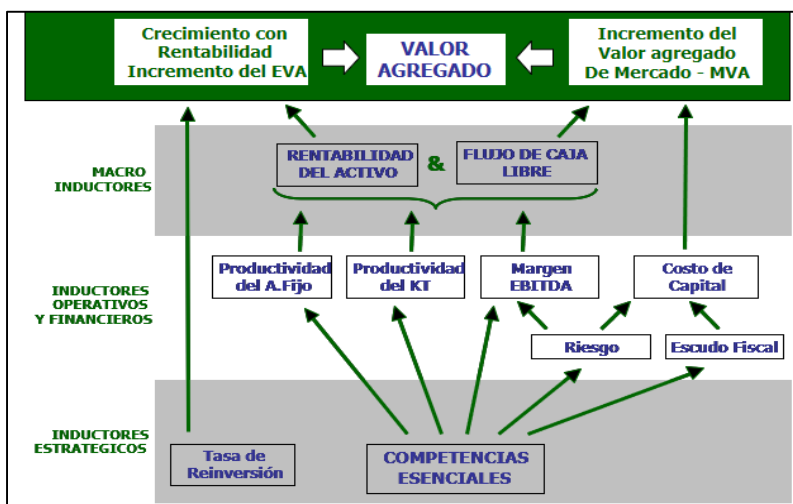 Crecimiento con
Rentabilidad
Incremento del EVA
VALOR
AGREGADO
Incremento del
Valor agregado
De Mercado - MVA
MACRO
INDUCTORES
RENTABILIDAD
DEL ACTIVO
&
FLUJO DE CAJA
LIBRE
INDUCTORES
OPERATIVOS
Y FINANCIEROS
Productividad
del A.Fijo
Productividad
del KT
Margen
EBITDA
Costo de
Capital
Riesgo
Escudo Fiscal
INDUCTORES
ESTRATEGICOS
Tasa de
Reinversión
COMPETENCIAS
ESENCIALES